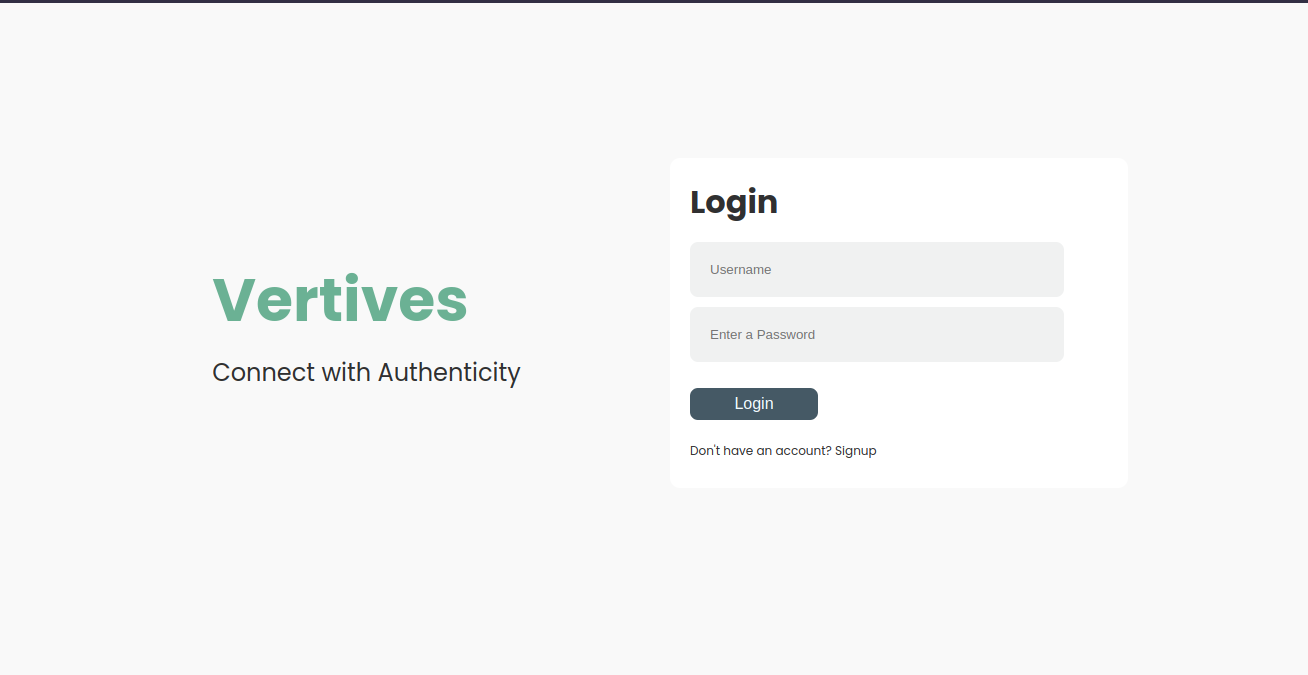 Vertives
Connect with Authenticity
Login
Username
Enter a Password
Login
Don't have an account? Signup